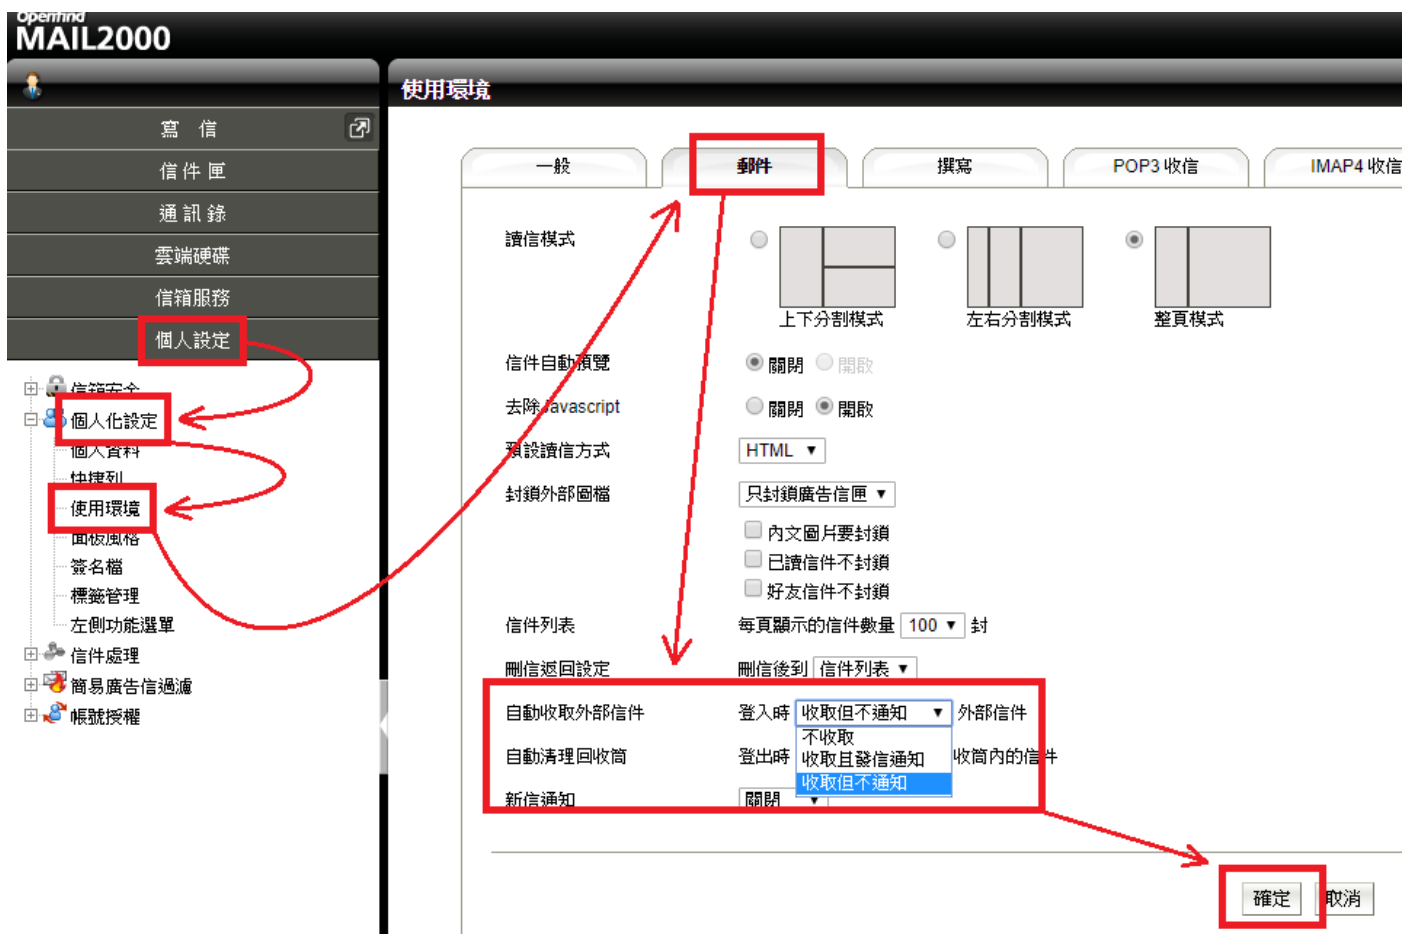 Openfind
MAIL2000
使用環境
寫 信
信件匣
通訊錄
雲端硬碟
信箱服務
個人設定
信箱安全
個人化設定
個人資料
快捷列
使用環境
面板風格
簽名檔
標籤管理
左側功能選單
信件處理
簡易廣告信過濾
帳號授權
一般 郵件 撰寫 POP3 收信 IMAP4 收信
讀信模式
上下分割模式 左右分割模式 整頁模式
信件自動預覽 關閉 開啟
去除 Javascript 關閉 開啟
預設讀信方式 HTML
封鎖外部圖檔 只封鎖廣告信匣
內文圖片要封鎖
已讀信件不封鎖
好友信件不封鎖
信件列表 每頁顯示的信件數量 100 封
刪信返回設定 刪信後到 信件列表
自動收取外部信件 登入時 收取但不通知 外部信件
不收取
收取且發信通知
收取但不通知
自動清理回收筒 登出時 收筒內的信件
新信通知 關閉
確定 取消